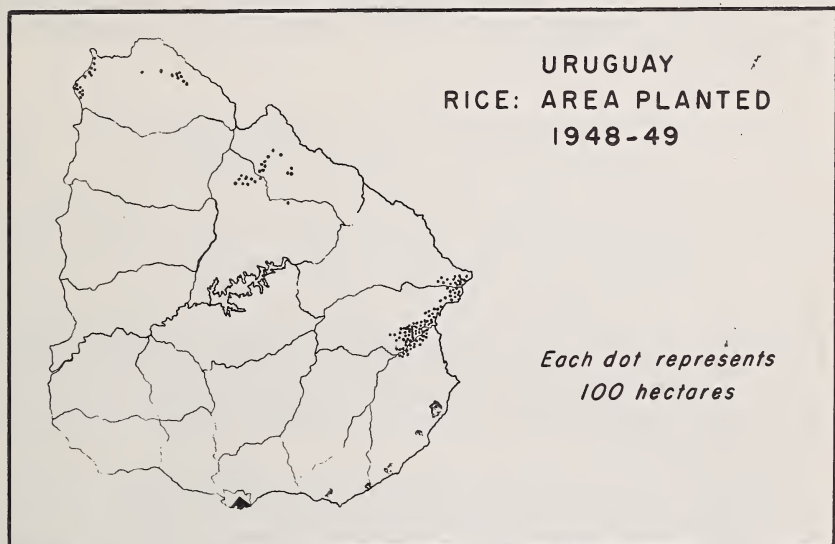 URUGUAY
RICE: AREA PLANTED
1948-49
Each dot represents
100 hectares